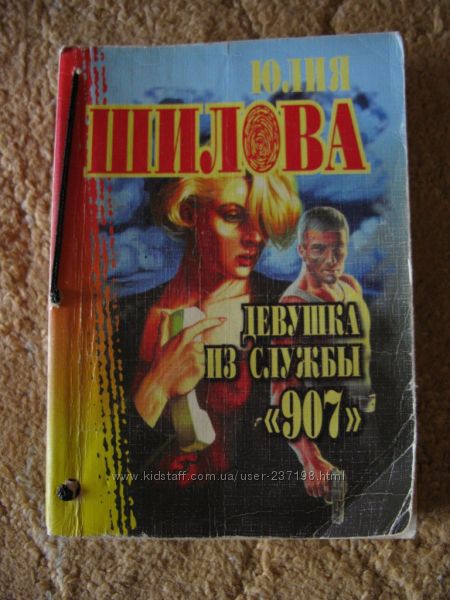 ЮЛИЯ
ШИЛОВА
ДЕВУШКА
ИЗ СЛУЖБЫ
«907»
www.kidstaff.com.ua/user-237198.html